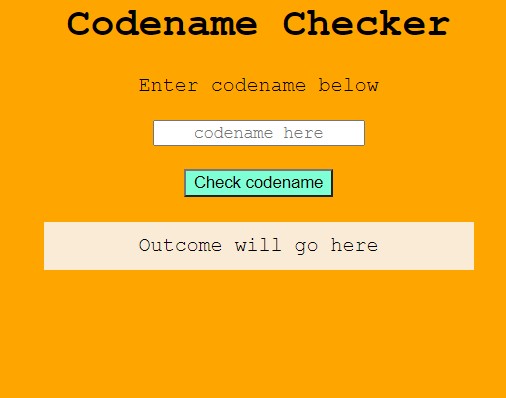 Codename Checker
Enter codename below
codename here
Check codename
Outcome will go here